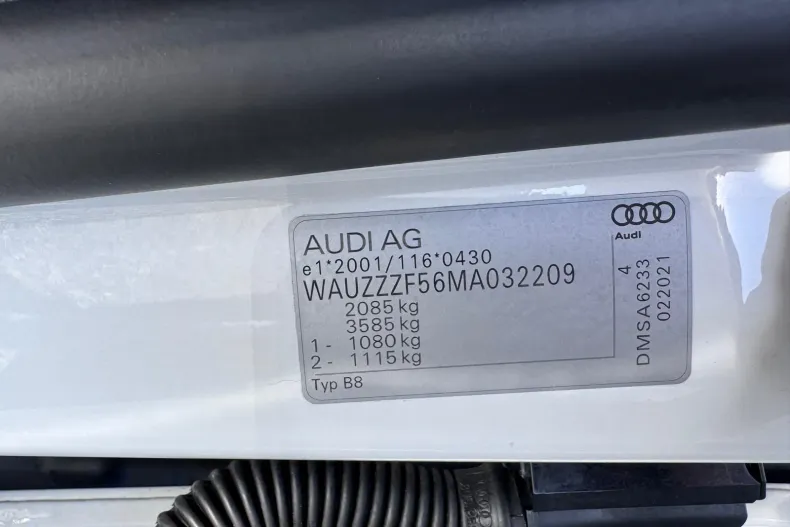 AUDI AG
e1*2001/116*0430
WAUZZZF56MA032209
2085 kg
3585 kg
1 - 1080 kg
2 - 1115 kg
Typ B8
Audi
4
DMSA6233
022021